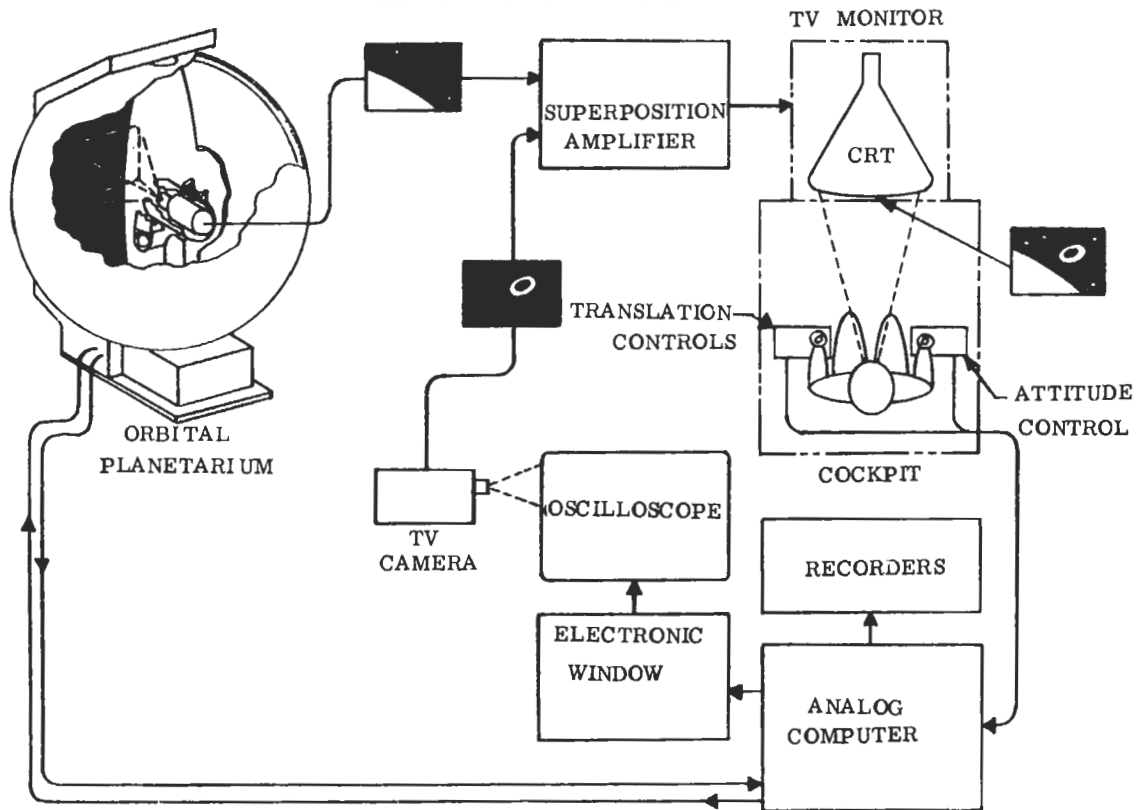 TV MONITOR
SUPERPOSITION
AMPLIFIER
CRT
TRANSLATION
CONTROLS
ATTITUDE
CONTROL
ORBITAL
PLANETARIUM
COCKPIT
OSCILLOSCOPE
TV
CAMERA
RECORDERS
ELECTRONIC
WINDOW
ANALOG
COMPUTER